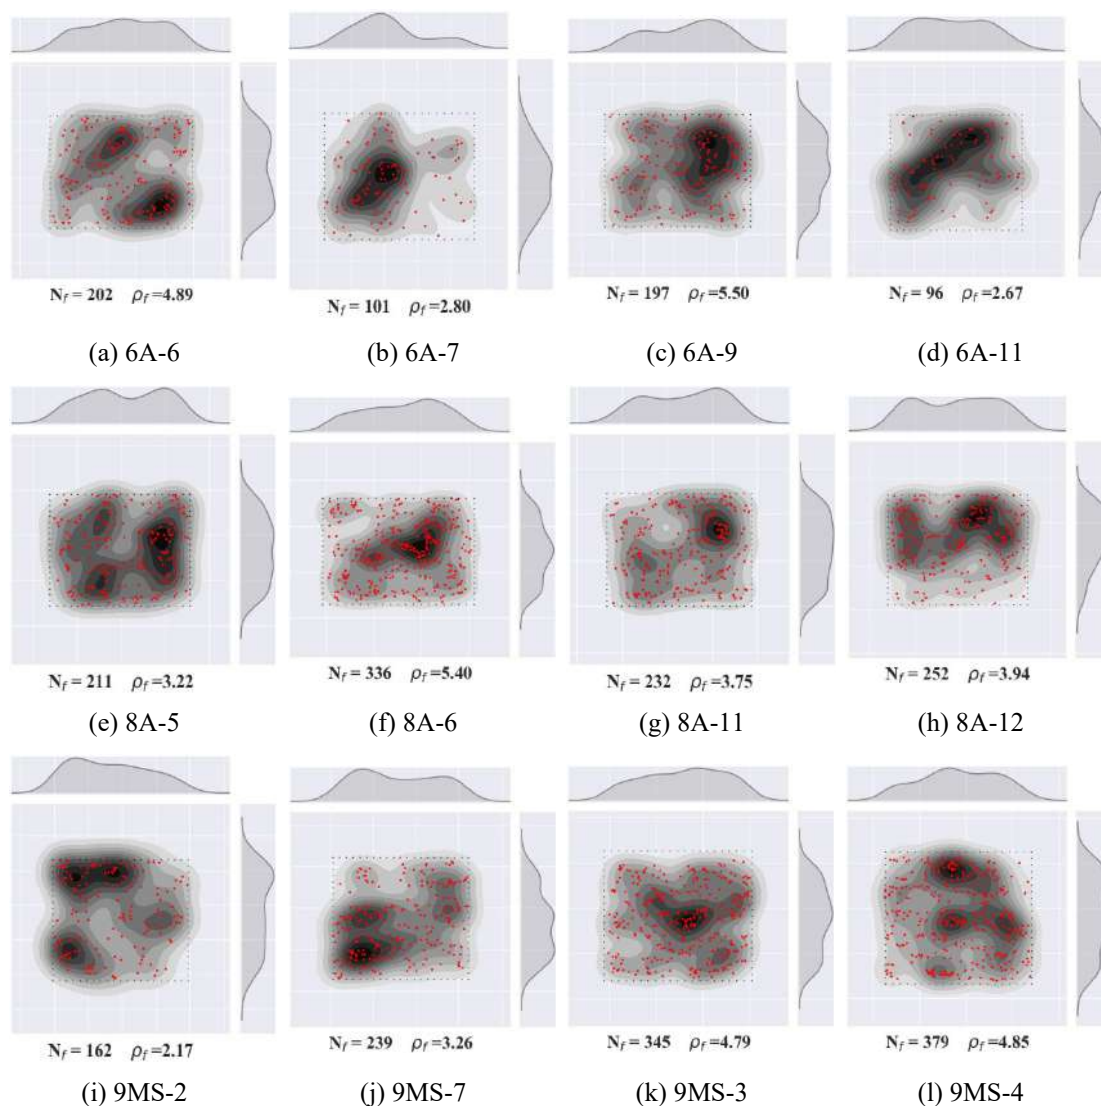 N_f = 202 ρ_f =4.89 N_f = 101 ρ_f =2.80 N_f = 197 ρ_f =5.50 N_f = 96 ρ_f =2.67
(a) 6A-6 (b) 6A-7 (c) 6A-9 (d) 6A-11
N_f = 211 ρ_f =3.22 N_f = 336 ρ_f =5.40 N_f = 232 ρ_f =3.75 N_f = 252 ρ_f =3.94
(e) 8A-5 (f) 8A-6 (g) 8A-11 (h) 8A-12
N_f = 162 ρ_f =2.17 N_f = 239 ρ_f =3.26 N_f = 345 ρ_f =4.79 N_f = 379 ρ_f =4.85
(i) 9MS-2 (j) 9MS-7 (k) 9MS-3 (l) 9MS-4